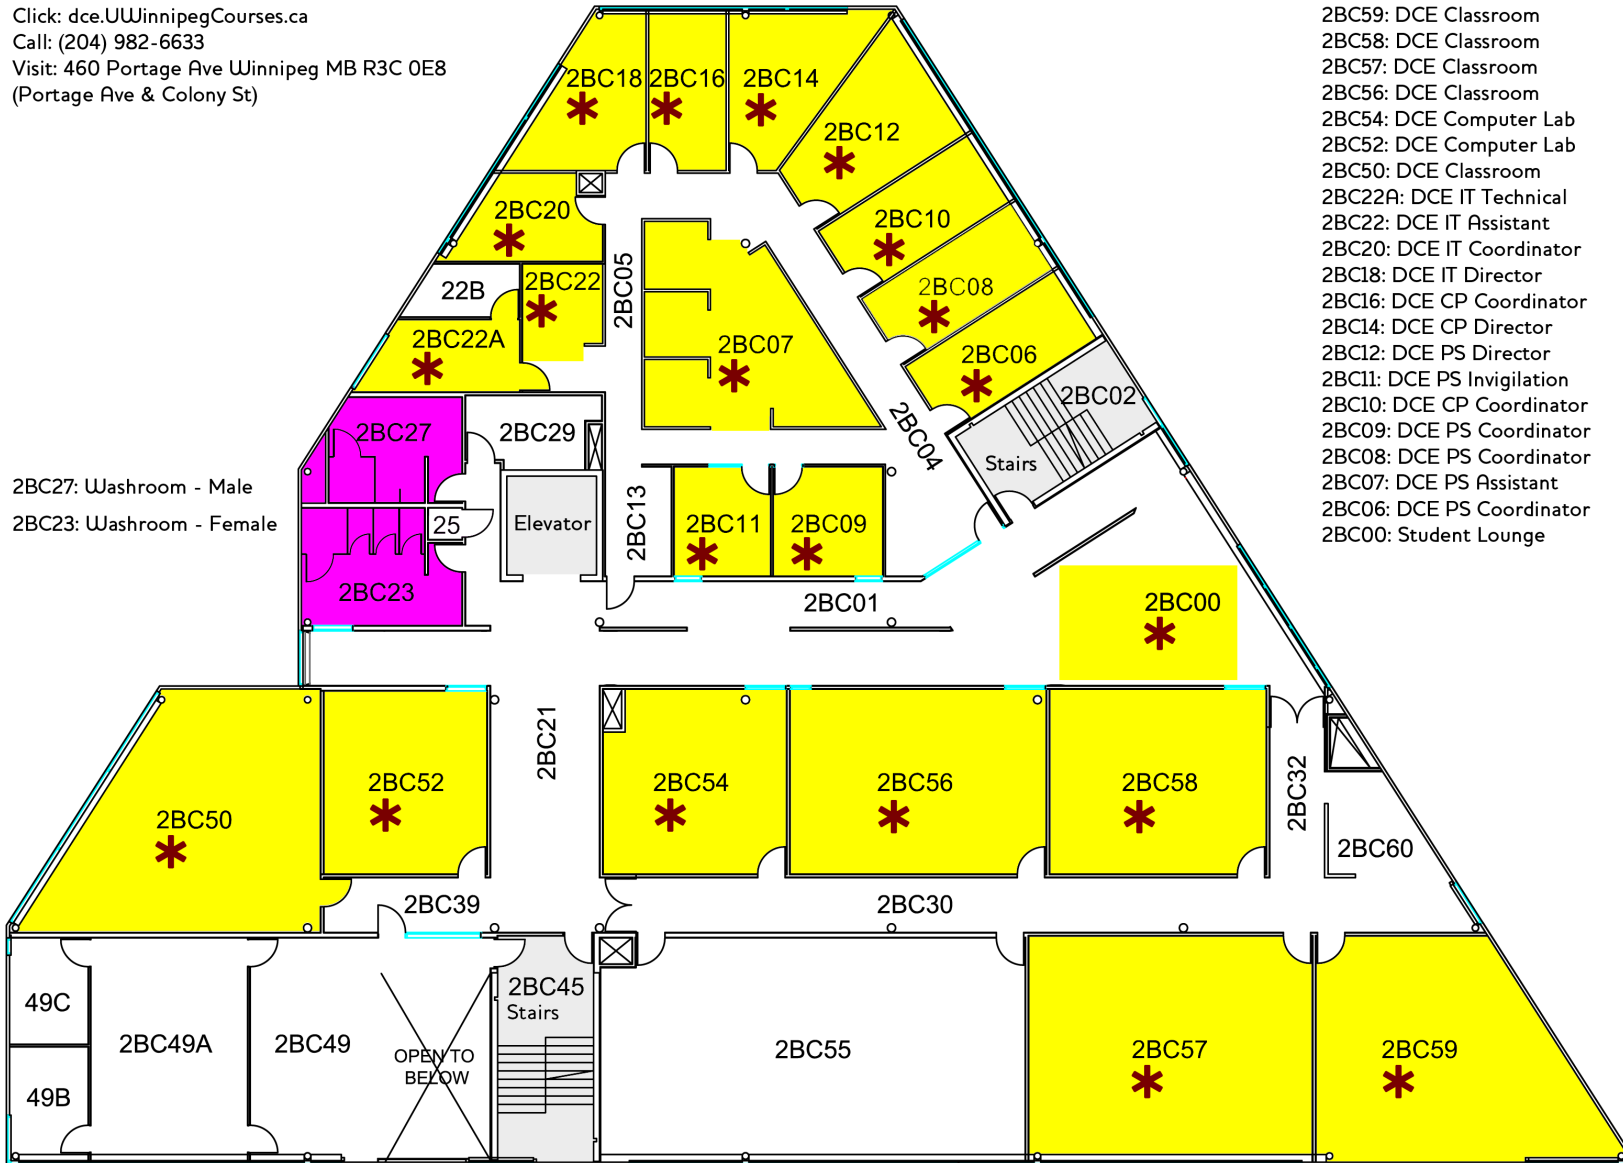 Click: dce.UWinnipegCourses.ca
Call: (204) 982-6633
Visit: 460 Portage Ave Winnipeg MB R3C 0E8
(Portage Ave & Colony St)
2BC59: DCE Classroom
2BC58: DCE Classroom
2BC57: DCE Classroom
2BC56: DCE Classroom
2BC54: DCE Computer Lab
2BC52: DCE Computer Lab
2BC50: DCE Classroom
2BC22A: DCE IT Technical
2BC22: DCE IT Assistant
2BC20: DCE IT Coordinator
2BC18: DCE IT Director
2BC16: DCE CP Coordinator
2BC14: DCE CP Director
2BC12: DCE PS Director
2BC11: DCE PS Invigilation
2BC10: DCE CP Coordinator
2BC09: DCE PS Coordinator
2BC08: DCE PS Coordinator
2BC07: DCE PS Assistant
2BC06: DCE PS Coordinator
2BC00: Student Lounge
2BC27: Washroom - Male
2BC23: Washroom - Female
2BC18
2BC16
2BC14
2BC12
2BC20
2BC10
22B
2BC22
2BC05
2BC08
2BC22A
2BC07
2BC06
2BC02
2BC27
2BC29
2BC04
Stairs
25
Elevator
2BC13
2BC11
2BC09
2BC23
2BC01
2BC00
2BC50
2BC52
2BC21
2BC54
2BC56
2BC58
2BC32
2BC60
2BC39
2BC30
49C
2BC49A
2BC49
2BC45
Stairs
OPEN TO
BELOW
49B
2BC55
2BC57
2BC59